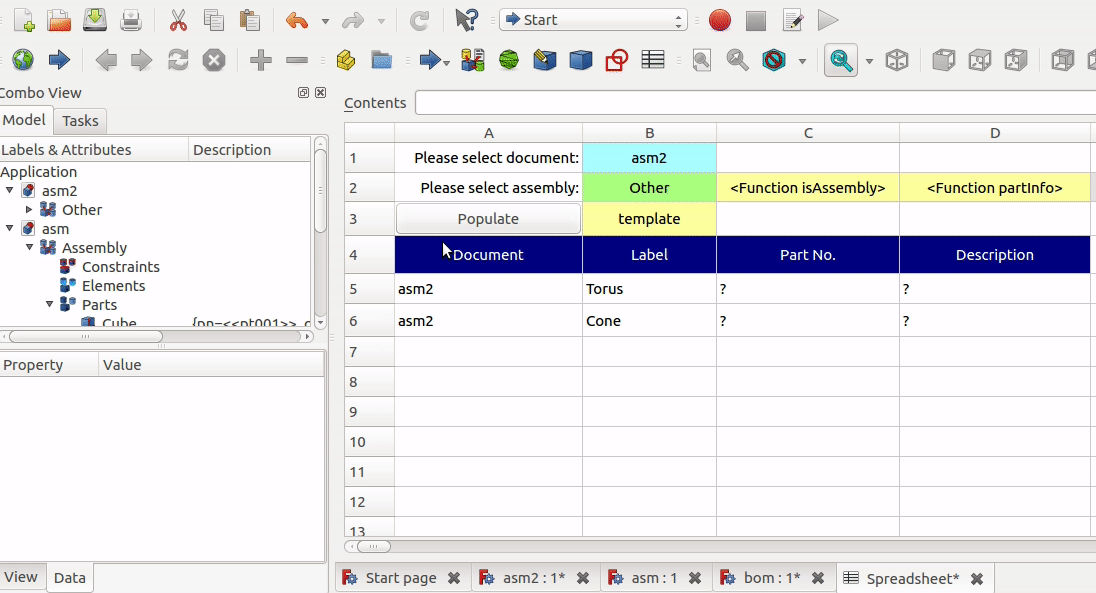 Start
Combo View
Model
Tasks
Labels & Attributes
Description
Application
asm2
Other
asm
Assembly
Constraints
Elements
Parts
Cube
{pn=<<pt001>>,
Property
Value
View
Data
Contents
A
B
C
D
1
Please select document:
asm2
2
Please select assembly:
Other
<Function isAssembly>
<Function partInfo>
3
Populate
template
4
Document
Label
Part No.
Description
5
asm2
Torus
?
?
6
asm2
Cone
?
?
7
8
9
10
11
12
13
Start page
asm2 : 1*
asm : 1
bom : 1*
Spreadsheet*